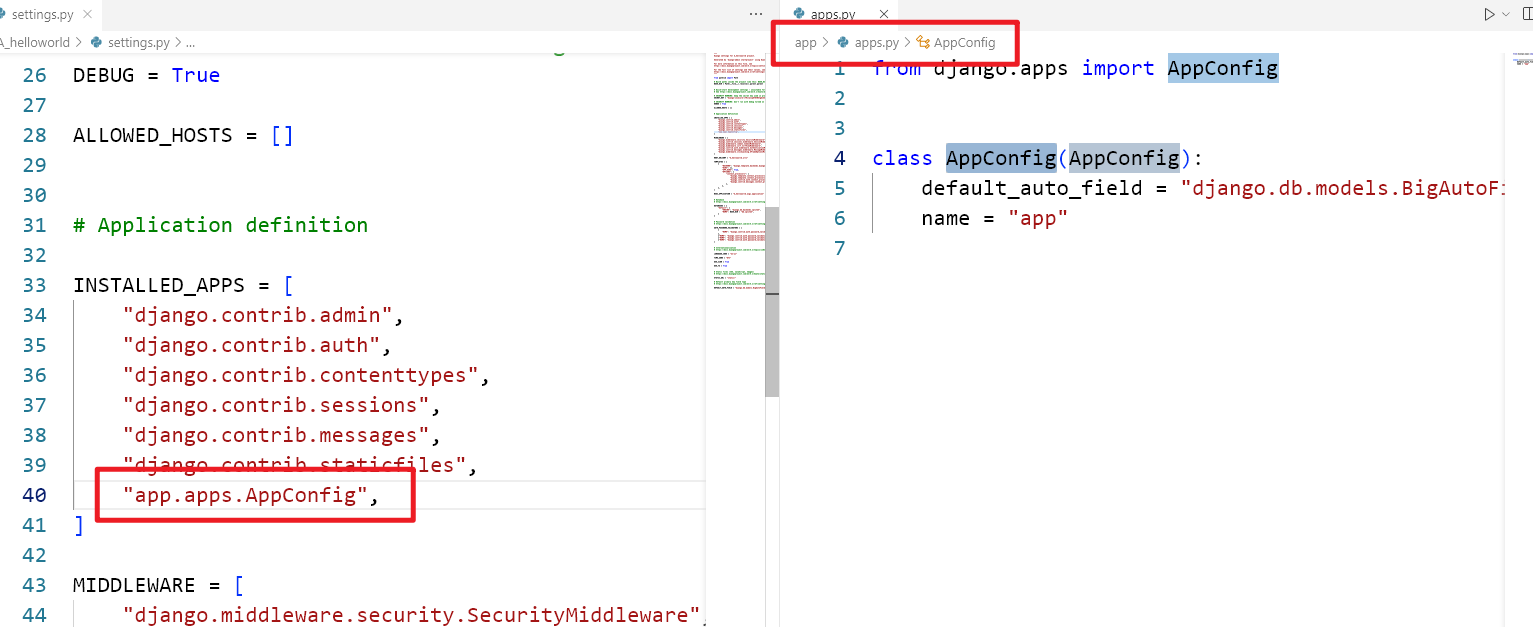 settings.py
A_helloworld > settings.py > ...
26 DEBUG = True
27
28 ALLOWED_HOSTS = []
29
30
31 # Application definition
32
33 INSTALLED_APPS = [
34 "django.contrib.admin",
35 "django.contrib.auth",
36 "django.contrib.contenttypes",
37 "django.contrib.sessions",
38 "django.contrib.messages",
39 "django.contrib.staticfiles",
40 "app.apps.AppConfig",
41 ]
42
43 MIDDLEWARE = [
44 "django.middleware.security.SecurityMiddleware",
apps.py
app > apps.py > AppConfig
1 from django.apps import AppConfig
2
3
4 class AppConfig(AppConfig):
5 default_auto_field = "django.db.models.BigAutoFi
6 name = "app"
7